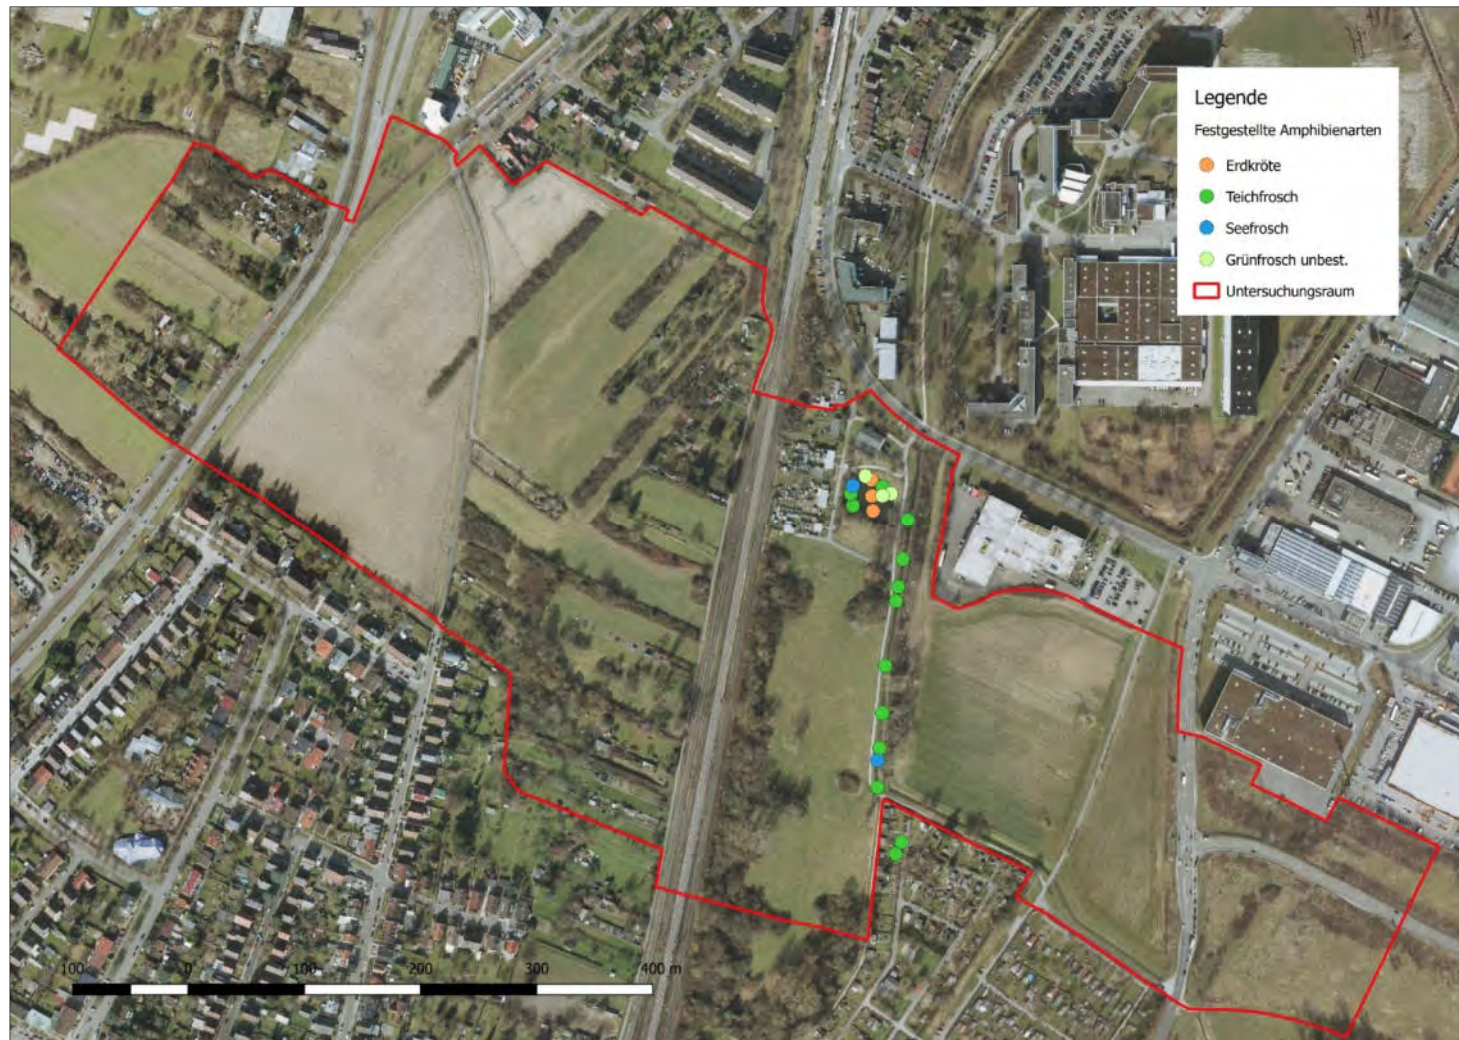 Legende
Festgestellte Amphibienarten
Erdkröte
Teichfrosch
Seefrosch
Grünfrosch unbest.
Untersuchungsraum
100 0 100 200 300 400 m